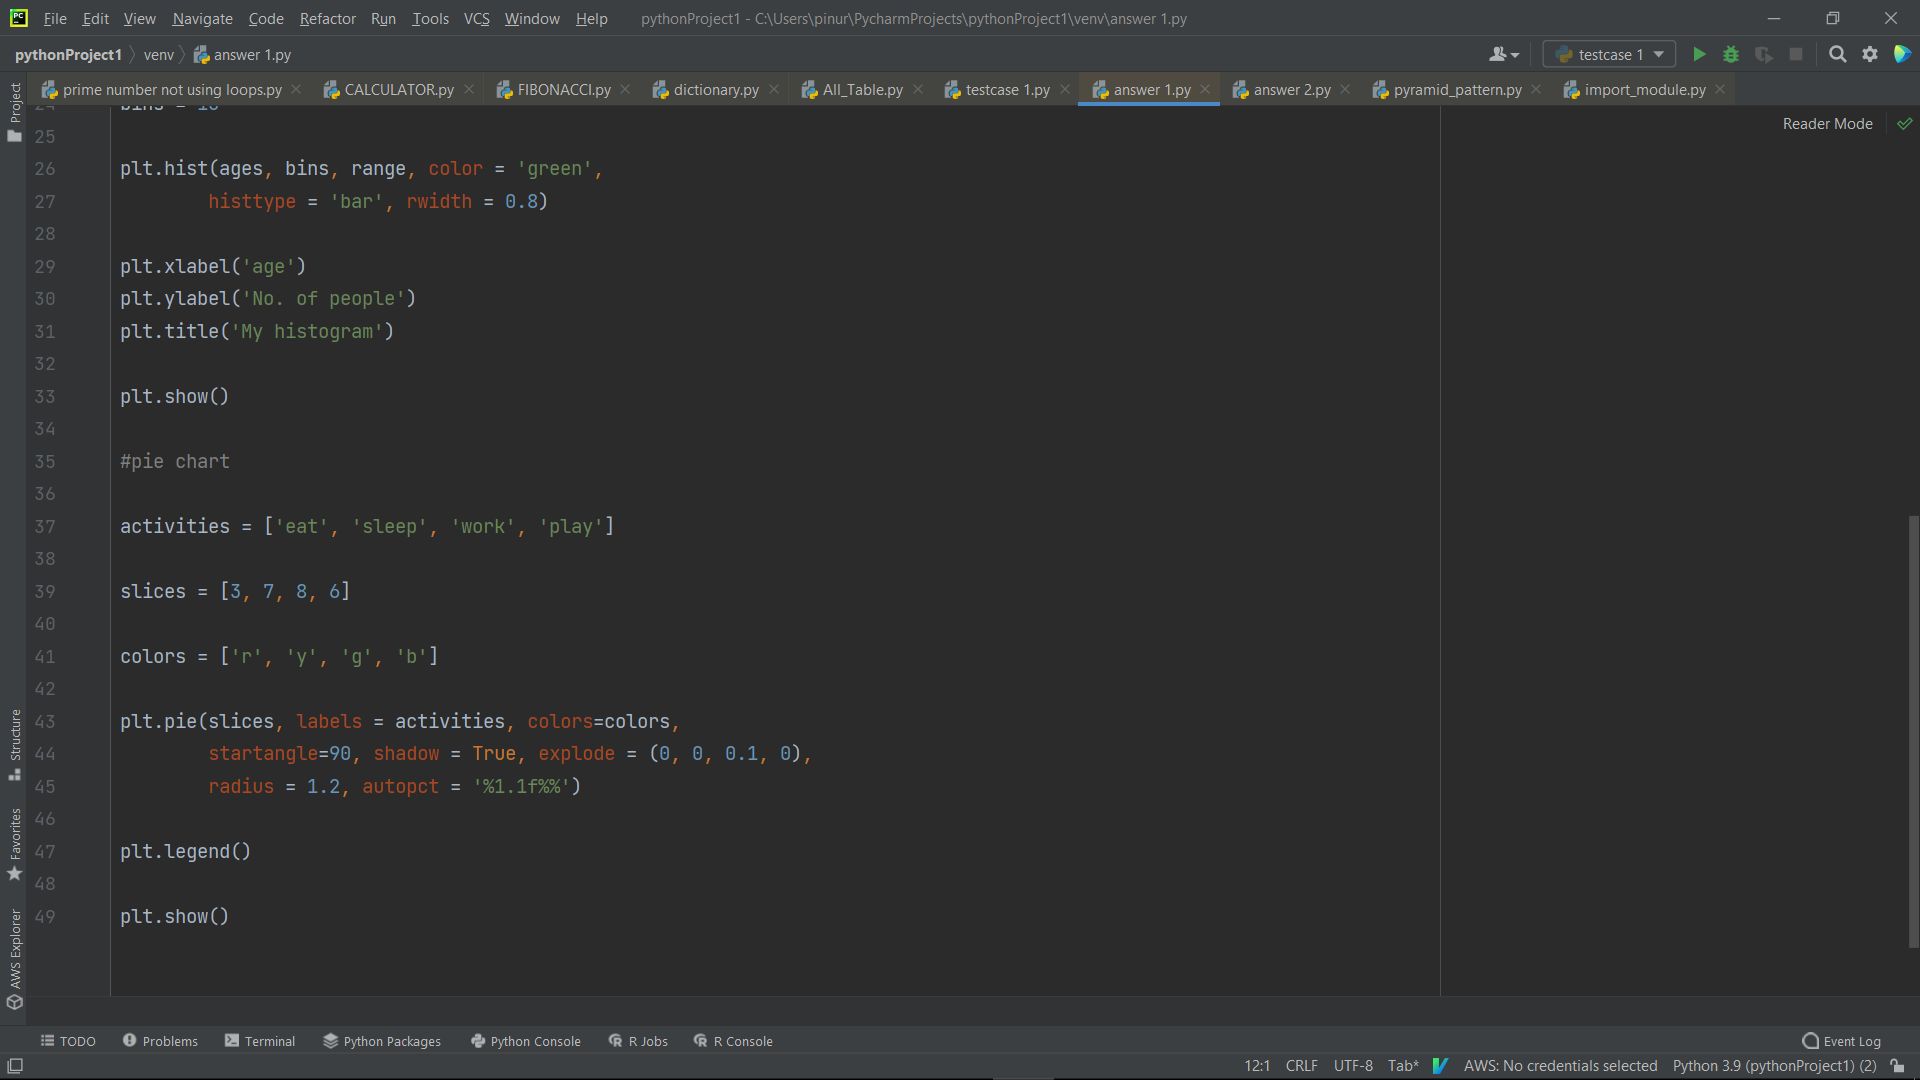 File Edit View Navigate Code Refactor Run Tools VCS Window Help pythonProject1 - C:\Users\pinur\PycharmProjects\pythonProject1\venv\answer 1.py
pythonProject1 venv answer 1.py testcase 1
prime number not using loops.py CALCULATOR.py FIBONACCI.py dictionary.py All_Table.py testcase 1.py answer 1.py answer 2.py pyramid_pattern.py import_module.py
Project
Reader Mode
24 bins = 10
25
26 plt.hist(ages, bins, range, color = 'green',
27 histtype = 'bar', rwidth = 0.8)
28
29 plt.xlabel('age')
30 plt.ylabel('No. of people')
31 plt.title('My histogram')
32
33 plt.show()
34
35 #pie chart
36
37 activities = ['eat', 'sleep', 'work', 'play']
38
39 slices = [3, 7, 8, 6]
40
41 colors = ['r', 'y', 'g', 'b']
42
43 plt.pie(slices, labels = activities, colors=colors,
44 startangle=90, shadow = True, explode = (0, 0, 0.1, 0),
45 radius = 1.2, autopct = '%1.1f%%')
46
47 plt.legend()
48
49 plt.show()
Structure
Favorites
AWS Explorer
TODO Problems Terminal Python Packages Python Console R Jobs R Console Event Log
12:1 CRLF UTF-8 Tab* AWS: No credentials selected Python 3.9 (pythonProject1) (2)